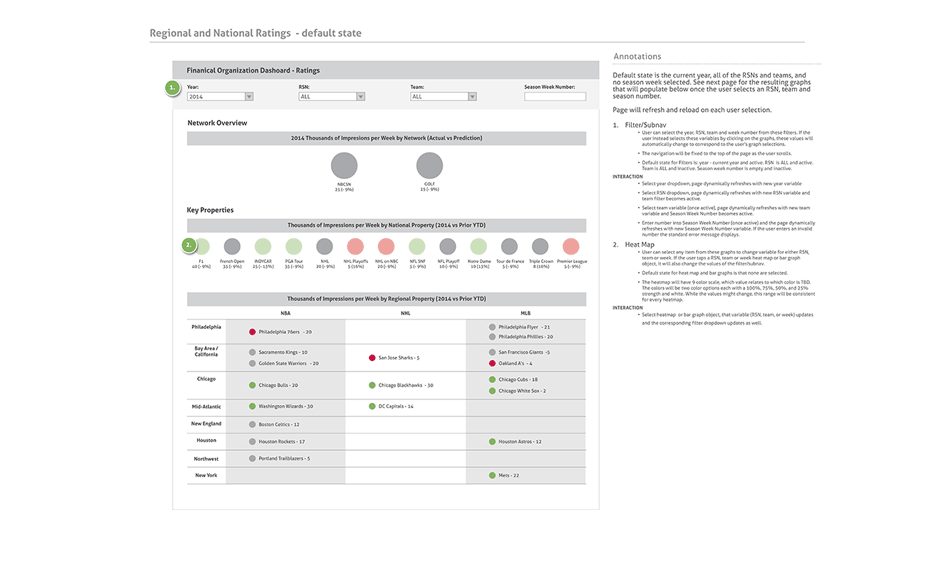 Regional and National Ratings - default state
Finanical Organization Dashoard - Ratings
1.
Year:
RSN:
Team:
Season Week Number:
2014
ALL
ALL
Network Overview
2014 Thousands of Impressions per Week by Network (Actual vs Prediction)
NBCSN
GOLF
25 (- 9%)
Key Properties
Thousands of Impressions per Week by National Property (2014 vs Prior YTD)
2.
F1
French Open
INDYCAR
PGA Tour
NHL
NHL Playoffs
NHL on NBC
NFL SNF
NFL Playoff
Notre Dame
Tour de France
Triple Crown
Premier League
40 (- 9%)
35 (- 9%)
25 (- 15%)
35 (- 9%)
20 (- 9%)
5 (16%)
20 (- 9%)
5 (- 9%)
10 (- 9%)
10 (12%)
5 (- 9%)
8 (10%)
5 (- 9%)
Thousands of Impressions per Week by Regional Property (2014 vs Prior YTD)
NBA
NHL
MLB
Philadelphia
Philadelphia 76ers - 20
Philadelphia Flyer - 21
Philadelphia Phillies - 20
Bay Area /
California
Sacramento Kings - 10
Golden State Warriors - 20
San Jose Sharks - 5
San Francisco Giants -5
Oakland A's - 4
Chicago
Chicago Bulls - 20
Chicago Blackhawks - 30
Chicago Cubs - 18
Chicago White Sox - 2
Mid-Atlantic
Washington Wizards - 30
DC Capitals - 14
New England
Boston Celtics - 12
Houston
Houston Rockets - 17
Houston Astros - 12
Northwest
Portland Trailblazers - 5
New York
Mets - 22
Annotations
Default state is the current year, all of the RSNs and teams, and
no season week selected. See next page for the resulting graphs
that will populate below once the user selects an RSN, team and
season number.
Page will refresh and reload on each user selection.
1. Filter/Subnav
• User can select the year, RSN, team and week number from these filters. If the
user instead selects these variables by clicking on the graphs, these values will
automatically change to correspond to the user's graph selections.
• The navigation will be fixed to the top of the page as the user scrolls.
• Default state for Filters is: year - current year and active. RSN is ALL and active.
Team is ALL and inactive. Season week number is empty and inactive.
INTERACTION
• Select year dropdown, page dynamically refreshes with new year variable
• Select RSN dropdown, page dynamically refreshes with new RSN variable and
team filter becomes active.
• Select team variable (once active), page dynamically refreshes with new team
variable and Season Week Number becomes active.
• Enter number into Season Week Number (once active) and the page dynamically
refreshes with new Season Week Number variable. If the user enters an invalid
number the standard error message displays.
2. Heat Map
• User can select any item from these graphs to change variable for either RSN,
team or week. If the user taps a RSN, team or week heat map or bar graph
object, it will also change the values of the filter/subnav.
• Default state for heat map and bar graphs is that none are selected.
• The heatmap will have 9 color scale, which value relates to which color is TBD.
The colors will be two color options each with a 100%, 75%, 50%, and 25%
strength and white. While the values might change, this range will be consistent
for every heatmap.
INTERACTION
• Select heatmap or bar graph object, that variable (RSN, team, or week) updates
and the corresponding filter dropdown updates as well.